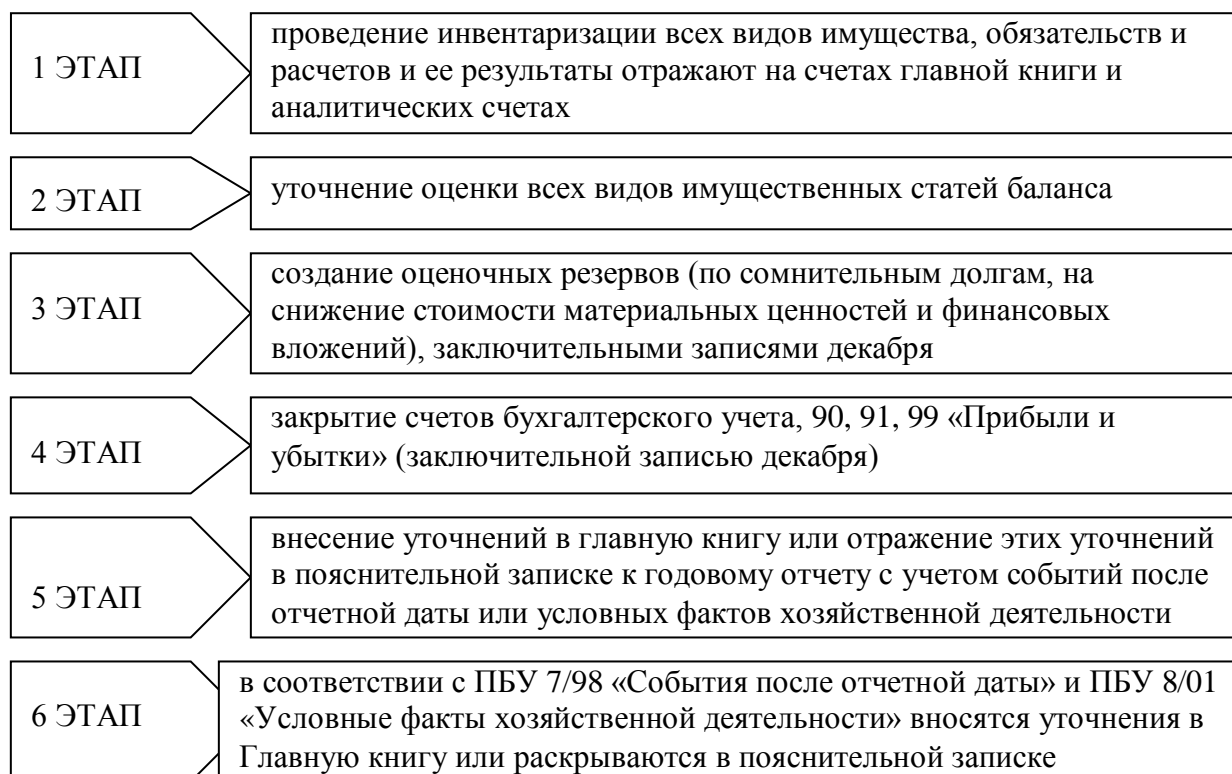 1 ЭТАП
проведение инвентаризации всех видов имущества, обязательств и
расчетов и ее результаты отражают на счетах главной книги и
аналитических счетах
2 ЭТАП
уточнение оценки всех видов имущественных статей баланса
3 ЭТАП
создание оценочных резервов (по сомнительным долгам, на
снижение стоимости материальных ценностей и финансовых
вложений), заключительными записями декабря
4 ЭТАП
закрытие счетов бухгалтерского учета, 90, 91, 99 «Прибыли и
убытки» (заключительной записью декабря)
5 ЭТАП
внесение уточнений в главную книгу или отражение этих уточнений
в пояснительной записке к годовому отчету с учетом событий после
отчетной даты или условных фактов хозяйственной деятельности
6 ЭТАП
в соответствии с ПБУ 7/98 «События после отчетной даты» и ПБУ 8/01
«Условные факты хозяйственной деятельности» вносятся уточнения в
Главную книгу или раскрываются в пояснительной записке